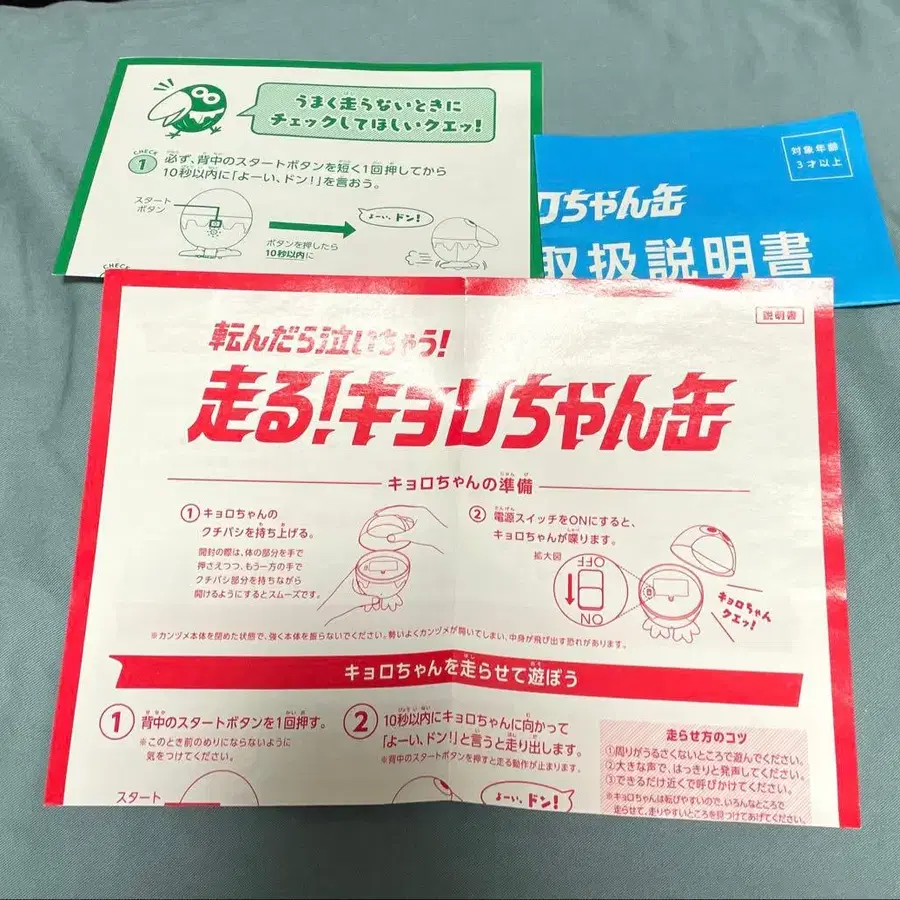 うまく走らないときに
チェックしてほしいクエッ!
CHECK
1 必ず、背中のスタートボタンを短く1回押してから
10秒以内に「よーい、ドン!」を言おう。
スタート
ボタン
よーい、ドン!
ボタンを押したら
10秒以内に
CHECK
対象年齢
3才以上
ロちゃん缶
取扱説明書
説明書
転んだら泣いちゃう!
走る!キョロちゃん缶
キョロちゃんの準備
① キョロちゃんの
クチバシを持ち上げる。
開封の際は、体の部分を手で
押さえつつ、もう一方の手で
クチバシ部分を持ちながら
開けるようにするとスムーズです。
② 電源スイッチをONにすると、
キョロちゃんが喋ります。
拡大図
OFF
ON
キョロちゃん
クエッ!
※カンヅメ本体を閉めた状態で、強く本体を振らないでください。勢いよくカンヅメが開いてしまい、中身が飛び出す恐れがあります。
キョロちゃんを走らせて遊ぼう
① 背中のスタートボタンを1回押す。
※このとき前のめりにならないように
気をつけてください。
スタート
② 10秒以内にキョロちゃんに向かって
「よーい、ドン!」と言うと走り出します。
※背中のスタートボタンを押すと走る動作が止まります。
よーい、ドン!
走らせ方のコツ
①周りがうるさくないところで遊んでください。
②大きな声で、はっきりと発声してください。
③できるだけ近くで呼びかけてください。
※キョロちゃんは転びやすいので、いろんなところで
走らせて、走りやすいところを見つけてあげてください。